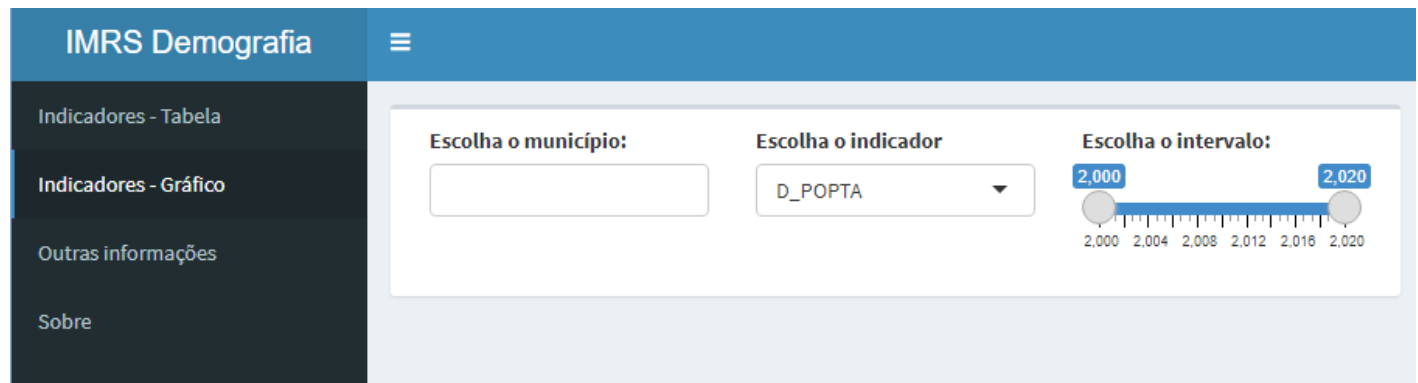 IMRS Demografia
Indicadores - Tabela
Indicadores - Gráfico
Outras informações
Sobre
Escolha o município:
Escolha o indicador
D_POPTA
Escolha o intervalo:
2,000 2,020
2,000 2,004 2,008 2,012 2,016 2,020